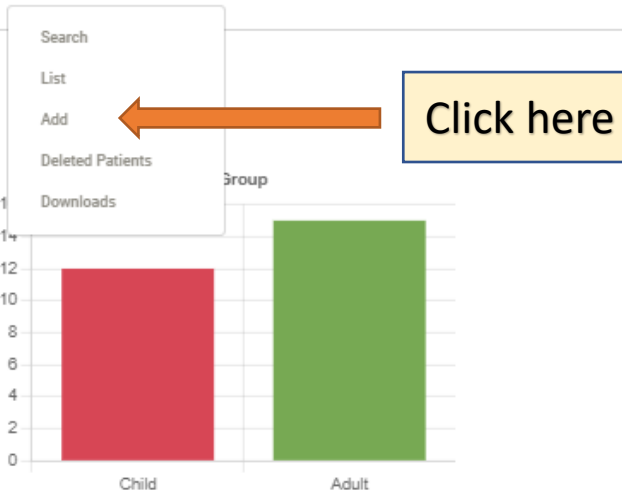 Search
List
Add
Click here
Deleted Patients
Group
Downloads
14
12
10
8
6
4
2
0
Child
Adult